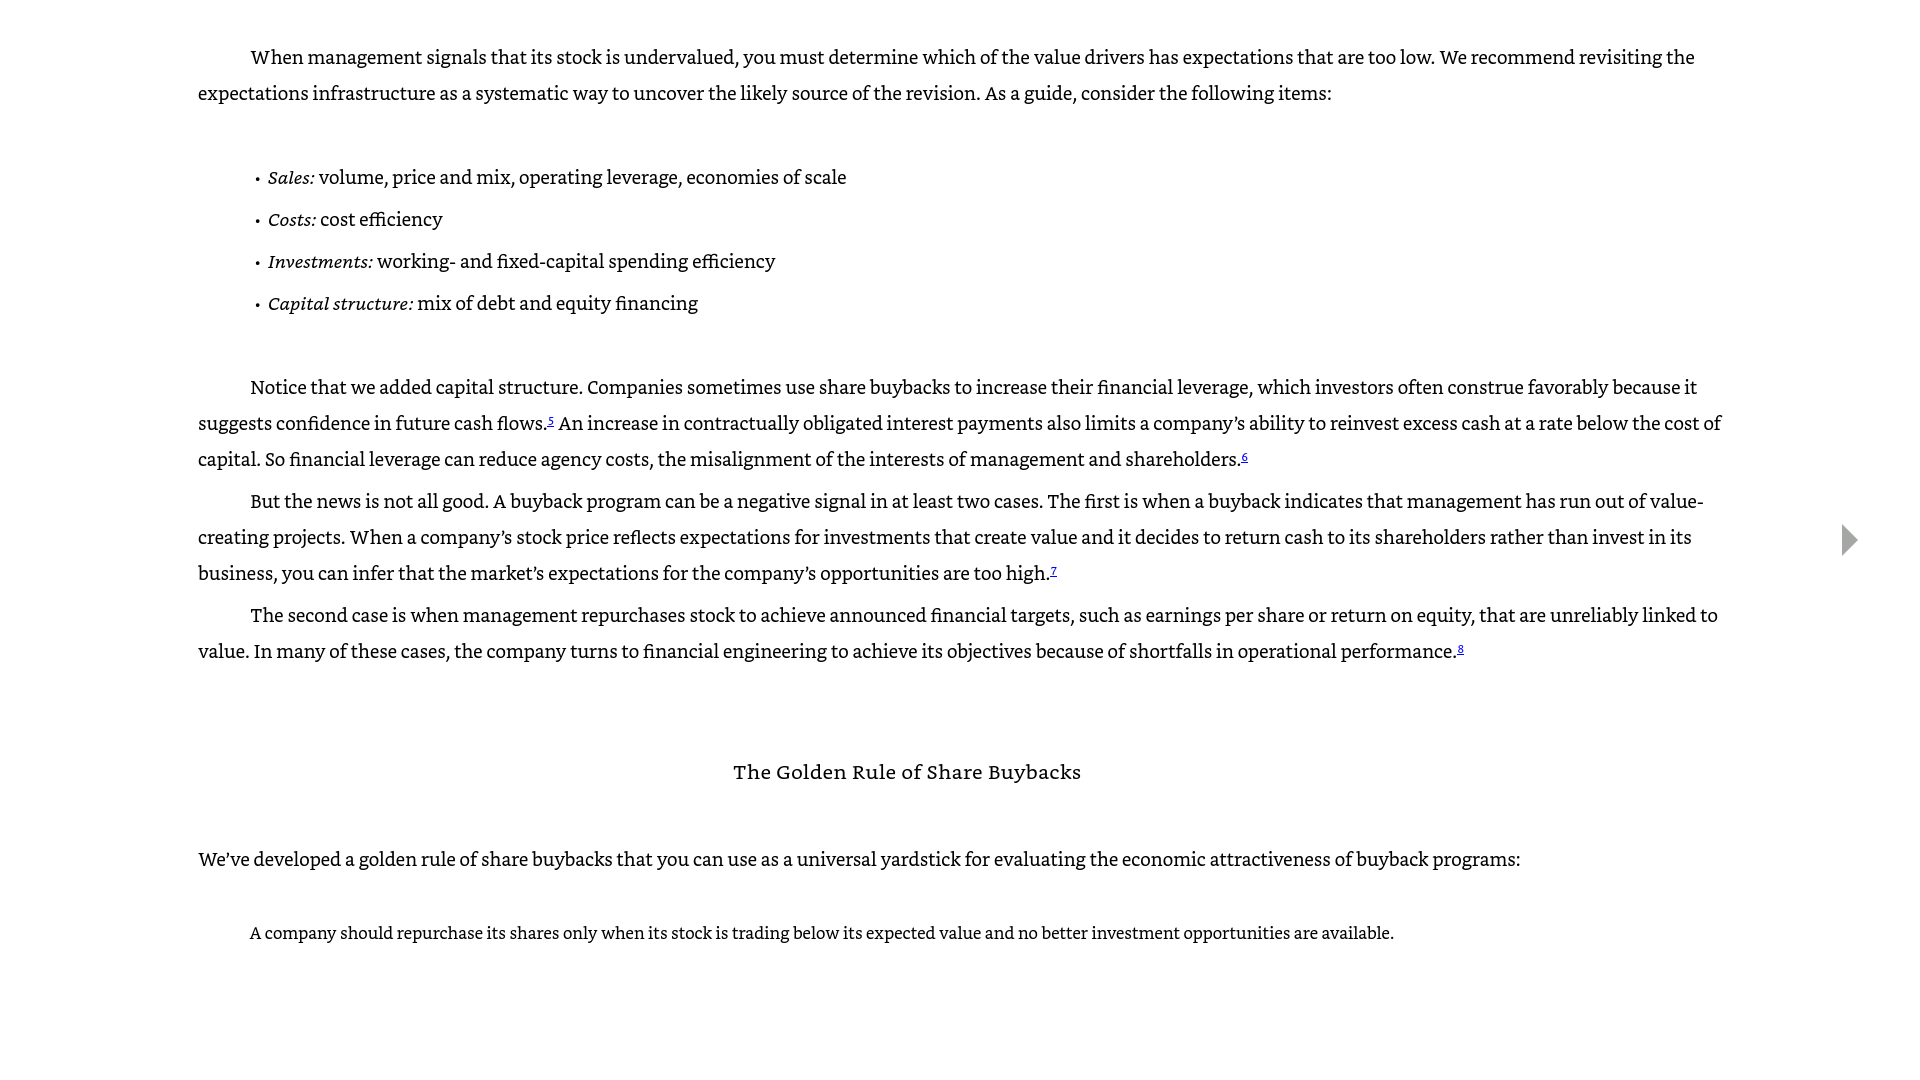 When management signals that its stock is undervalued, you must determine which of the value drivers has expectations that are too low. We recommend revisiting the
expectations infrastructure as a systematic way to uncover the likely source of the revision. As a guide, consider the following items:
• Sales: volume, price and mix, operating leverage, economies of scale
• Costs: cost efficiency
• Investments: working- and fixed-capital spending efficiency
• Capital structure: mix of debt and equity financing
Notice that we added capital structure. Companies sometimes use share buybacks to increase their financial leverage, which investors often construe favorably because it
suggests confidence in future cash flows.5 An increase in contractually obligated interest payments also limits a company’s ability to reinvest excess cash at a rate below the cost of
capital. So financial leverage can reduce agency costs, the misalignment of the interests of management and shareholders.6
But the news is not all good. A buyback program can be a negative signal in at least two cases. The first is when a buyback indicates that management has run out of value-
creating projects. When a company’s stock price reflects expectations for investments that create value and it decides to return cash to its shareholders rather than invest in its
business, you can infer that the market’s expectations for the company’s opportunities are too high.7
The second case is when management repurchases stock to achieve announced financial targets, such as earnings per share or return on equity, that are unreliably linked to
value. In many of these cases, the company turns to financial engineering to achieve its objectives because of shortfalls in operational performance.8
The Golden Rule of Share Buybacks
We’ve developed a golden rule of share buybacks that you can use as a universal yardstick for evaluating the economic attractiveness of buyback programs:
A company should repurchase its shares only when its stock is trading below its expected value and no better investment opportunities are available.